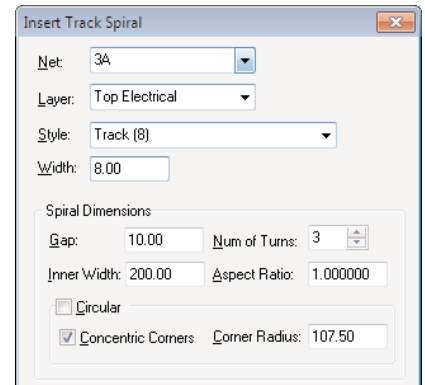 Insert Track Spiral
Net: 3A
Layer: Top Electrical
Style: Track (8)
Width: 8.00
Spiral Dimensions
Gap: 10.00 Num of Turns: 3
Inner Width: 200.00 Aspect Ratio: 1.000000
Circular
Concentric Corners Corner Radius: 107.50